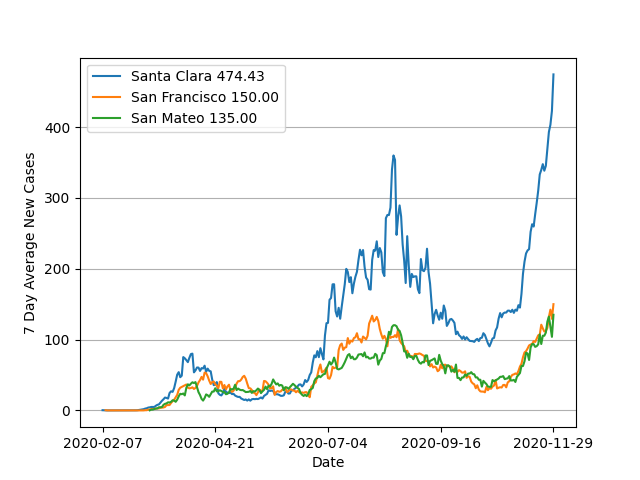 Santa Clara 474.43
San Francisco 150.00
San Mateo 135.00
400
300
200
100
0
7 Day Average New Cases
2020-02-07 2020-04-21 2020-07-04 2020-09-16 2020-11-29
Date